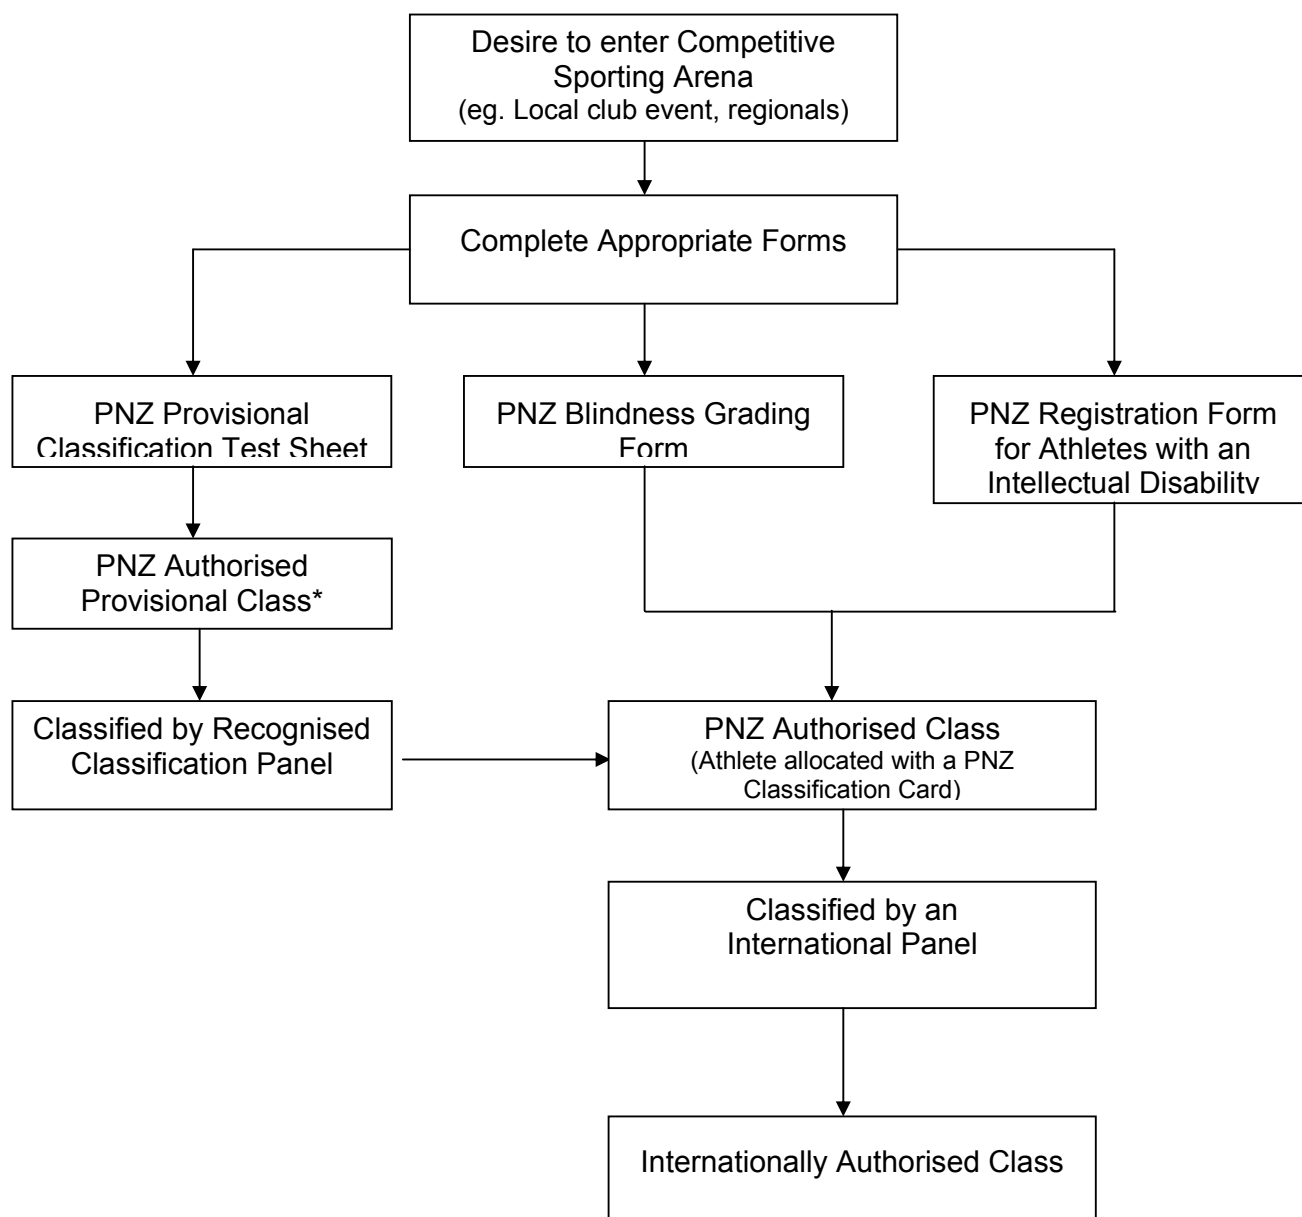 Desire to enter Competitive
Sporting Arena
(eg. Local club event, regionals)
Complete Appropriate Forms
PNZ Provisional
Classification Test Sheet
PNZ Blindness Grading
Form
PNZ Registration Form
for Athletes with an
Intellectual Disability
PNZ Authorised
Provisional Class*
Classified by Recognised
Classification Panel
PNZ Authorised Class
(Athlete allocated with a PNZ
Classification Card)
Classified by an
International Panel
Internationally Authorised Class